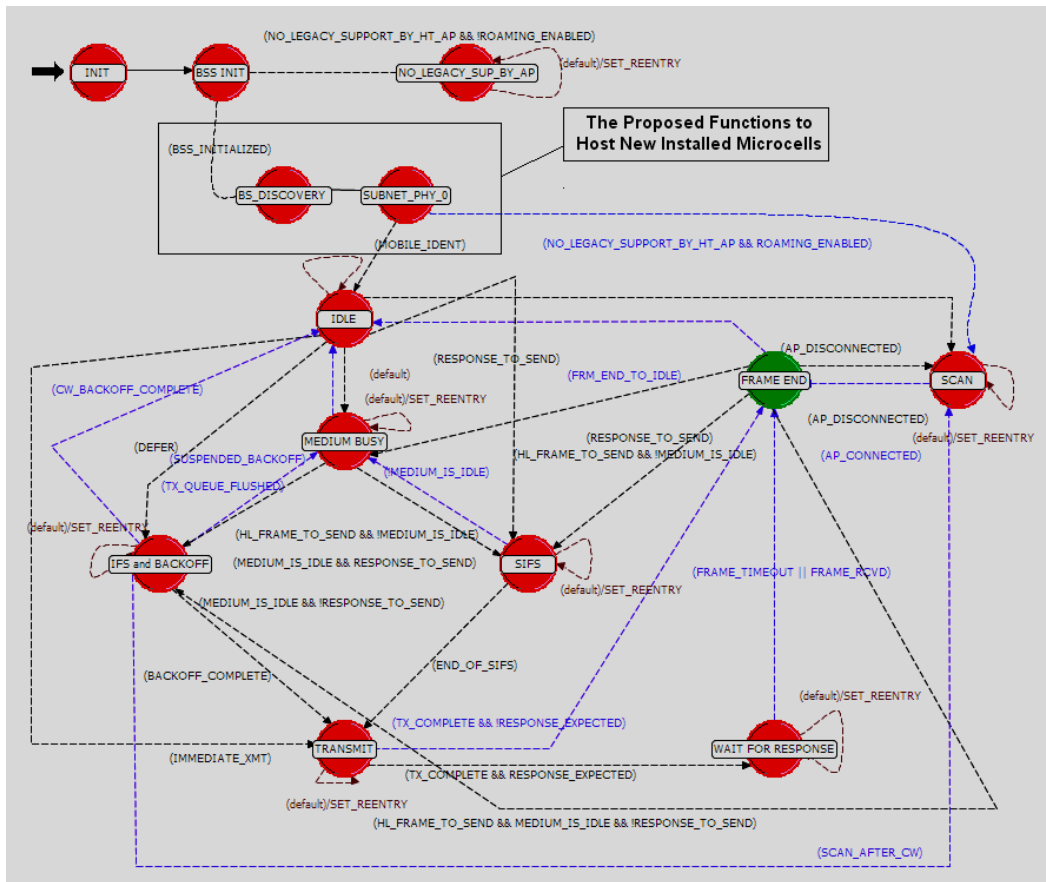 (NO_LEGACY_SUPPORT_BY_HT_AP && !ROAMING_ENABLED)
INIT
BSS INIT
NO_LEGACY_SUP_BY_AP
(default)/SET_REENTRY
The Proposed Functions to
Host New Installed Microcells
(BSS_INITIALIZED)
BS_DISCOVERY
SUBNET_PHY_0
(MOBILE_IDENT)
(NO_LEGACY_SUPPORT_BY_HT_AP && ROAMING_ENABLED)
IDLE
(RESPONSE_TO_SEND)
(AP_DISCONNECTED)
(default)
(CW_BACKOFF_COMPLETE)
(FRM_END_TO_IDLE)
FRAME END
SCAN
(default)/SET_REENTRY
(AP_DISCONNECTED)
(default)/SET_REENTRY
MEDIUM BUSY
(DEFER)
(RESPONSE_TO_SEND)
(SUSPENDED_BACKOFF)
(HL_FRAME_TO_SEND && !MEDIUM_IS_IDLE)
(AP_CONNECTED)
(!MEDIUM_IS_IDLE)
(TX_QUEUE_FLUSHED)
(default)/SET_REENTRY
(HL_FRAME_TO_SEND && !MEDIUM_IS_IDLE)
IFS and BACKOFF
(MEDIUM_IS_IDLE && RESPONSE_TO_SEND)
SIFS
(FRAME_TIMEOUT || FRAME_RCVD)
(default)/SET_REENTRY
(MEDIUM_IS_IDLE && !RESPONSE_TO_SEND)
(END_OF_SIFS)
(BACKOFF_COMPLETE)
(default)/SET_REENTRY
(TX_COMPLETE && !RESPONSE_EXPECTED)
TRANSMIT
WAIT FOR RESPONSE
(IMMEDIATE_XMT)
(TX_COMPLETE && RESPONSE_EXPECTED)
(default)/SET_REENTRY
(HL_FRAME_TO_SEND && MEDIUM_IS_IDLE && !RESPONSE_TO_SEND)
(SCAN_AFTER_CW)